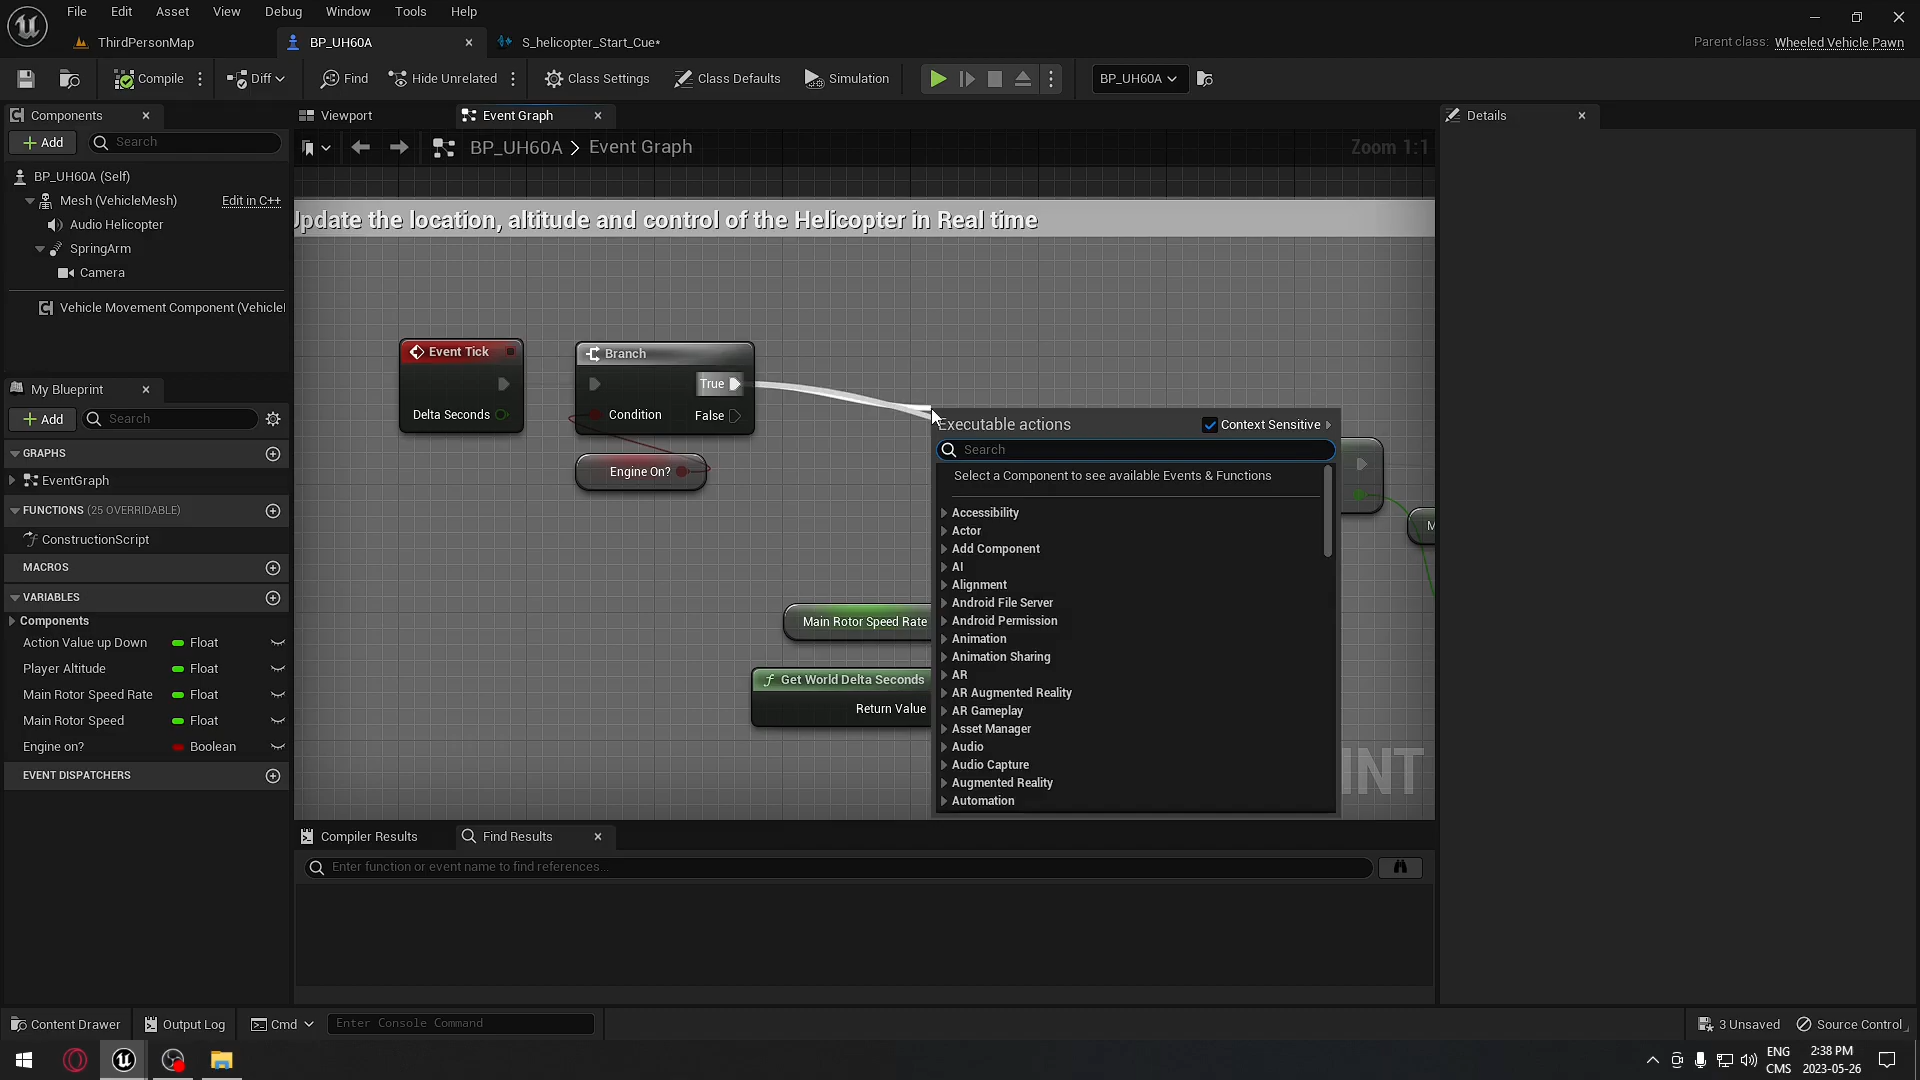 File Edit Asset View Debug Window Tools Help
ThirdPersonMap
BP_UH60A
S_helicopter_Start_Cue*
Parent class: Wheeled Vehicle Pawn
Compile
Diff
Find
Hide Unrelated
Class Settings
Class Defaults
Simulation
BP_UH60A
Components
Add
Search
BP_UH60A (Self)
Mesh (VehicleMesh)
Edit in C++
Audio Helicopter
SpringArm
Camera
Vehicle Movement Component (Vehicle
My Blueprint
Add
Search
GRAPHS
EventGraph
FUNCTIONS (25 OVERRIDABLE)
ConstructionScript
MACROS
VARIABLES
Components
Action Value up Down Float
Player Altitude Float
Main Rotor Speed Rate Float
Main Rotor Speed Float
Engine on? Boolean
EVENT DISPATCHERS
Viewport
Event Graph
BP_UH60A > Event Graph
Zoom 1:1
Update the location, altitude and control of the Helicopter in Real time
Event Tick
Delta Seconds
Branch
True
Condition
False
Engine On?
Main Rotor Speed Rate
Get World Delta Seconds
Return Value
M
INT
Executable actions
Context Sensitive
Search
Select a Component to see available Events & Functions
Accessibility
Actor
Add Component
AI
Alignment
Android File Server
Android Permission
Animation
Animation Sharing
AR
AR Augmented Reality
AR Gameplay
Asset Manager
Audio
Audio Capture
Augmented Reality
Automation
Details
Compiler Results
Find Results
Enter function or event name to find references...
Content Drawer
Output Log
Cmd
Enter Console Command
3 Unsaved
Source Control
ENG
CMS
2:38 PM
2023-05-26